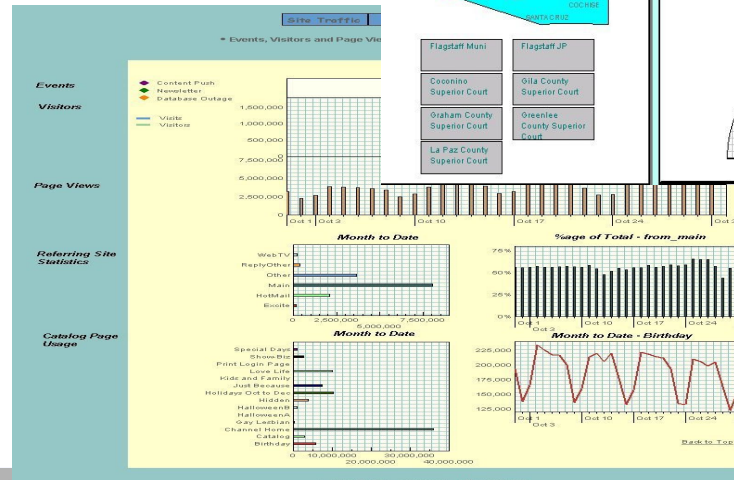 COCHISE
SANTA CRUZ
Site Traffic
* Events, Visitors and Page
Flagstaff Muni
Flagstaff JP
Coconino
Superior Court
Gila County
Superior Court
Graham County
Superior Court
Greenlee
County Superior
Court
La Paz County
Superior Court
Events
Content Push
Newsletter
Database Outage
Visitors
Visits
Visitors
1,500,000
1,000,000
500,000
0
Page Views
7,500,000
5,000,000
2,500,000
0
Oct 1
Oct 3
Oct 10
Oct 17
Oct 24
Referring Site
Statistics
Month to Date
WebTV
ReplyOther
Other
Main
HotMail
Excite
0
2,500,000
5,000,000
7,500,000
%age of Total - from_main
75%
50%
25%
0%
Oct 1
Oct 3
Oct 10
Oct 17
Oct 24
Catalog Page
Usage
Month to Date
Special Days
Show-Biz
Print Login Page
Love Life
Kids and Family
Just Because
Holidays Oct to Dec
Hidden
HalloweenB
HalloweenA
Gay Lesbian
Channel Home
Catalog
Birthday
0
10,000,000
20,000,000
30,000,000
40,000,000
Month to Date - Birthday
225,000
200,000
175,000
150,000
125,000
Oct 1
Oct 3
Oct 10
Oct 17
Oct 24
Back to Top